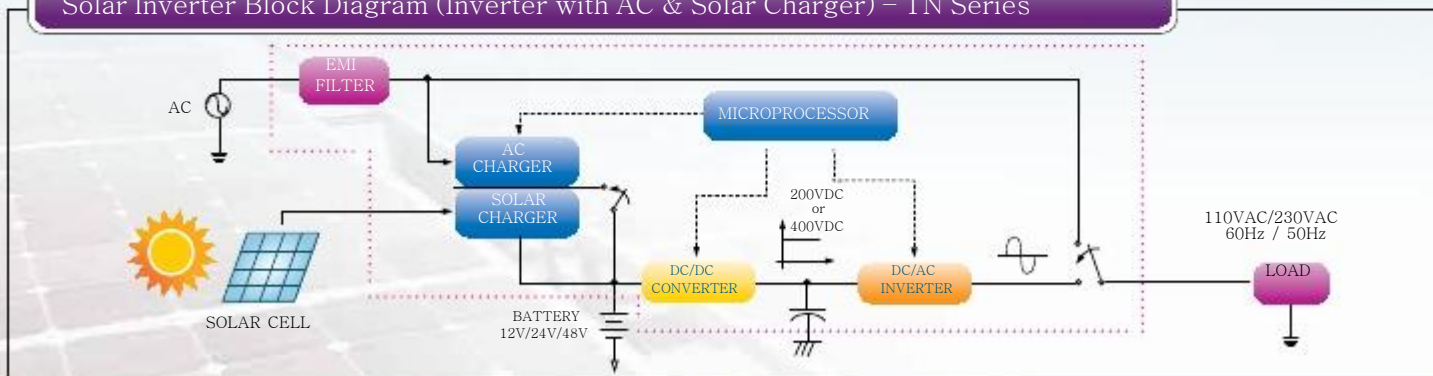 Solar Inverter Block Diagram (Inverter with AC & Solar Charger) – TN Series
EMI
FILTER
AC
MICROPROCESSOR
AC
CHARGER
SOLAR
CHARGER
200VDC
or
400VDC
110VAC/230VAC
60Hz / 50Hz
DC/DC
CONVERTER
DC/AC
INVERTER
LOAD
SOLAR CELL
BATTERY
12V/24V/48V